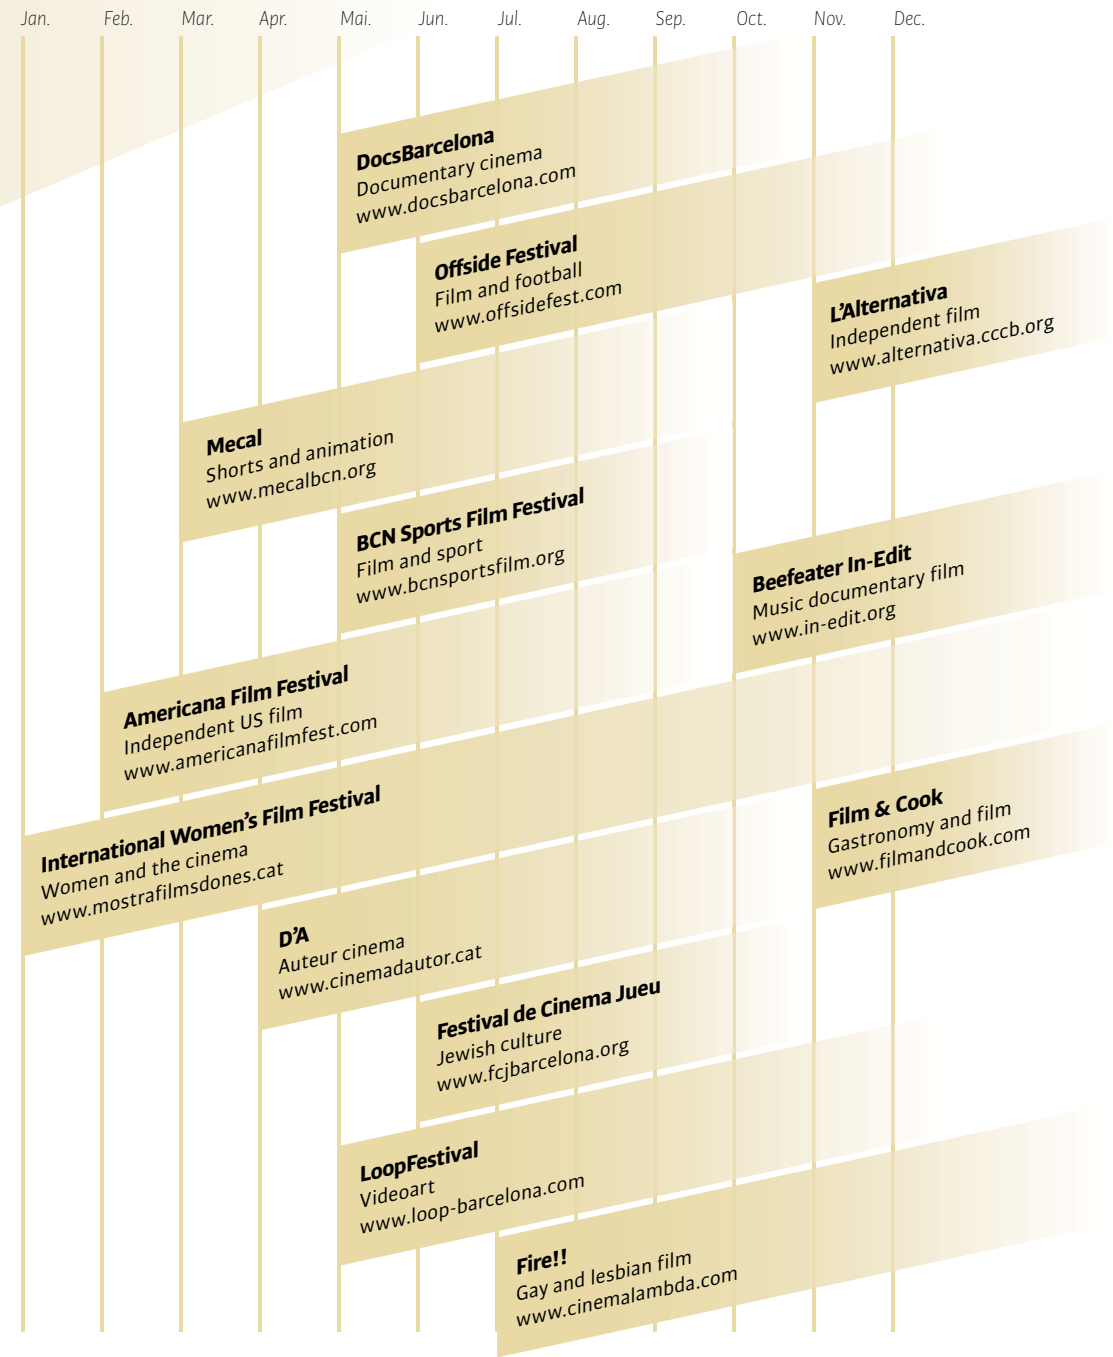 Jan. Feb. Mar. Apr. Mai. Jun. Jul. Aug. Sep. Oct. Nov. Dec.
DocsBarcelona
Documentary cinema
www.docsbarcelona.com
Offside Festival
Film and football
www.offsidefest.com
L’Alternativa
Independent film
www.alternativa.cccb.org
Mecal
Shorts and animation
www.mecalbcn.org
BCN Sports Film Festival
Film and sport
www.bcnsportsfilm.org
Beefeater In-Edit
Music documentary film
www.in-edit.org
Americana Film Festival
Independent US film
www.americanafilmfest.com
International Women’s Film Festival
Women and the cinema
www.mostrafilmsdones.cat
Film & Cook
Gastronomy and film
www.filmandcook.com
D’A
Auteur cinema
www.cinemadautor.cat
Festival de Cinema Jueu
Jewish culture
www.fcjbarcelona.org
LoopFestival
Videoart
www.loop-barcelona.com
Fire!!
Gay and lesbian film
www.cinemalambda.com